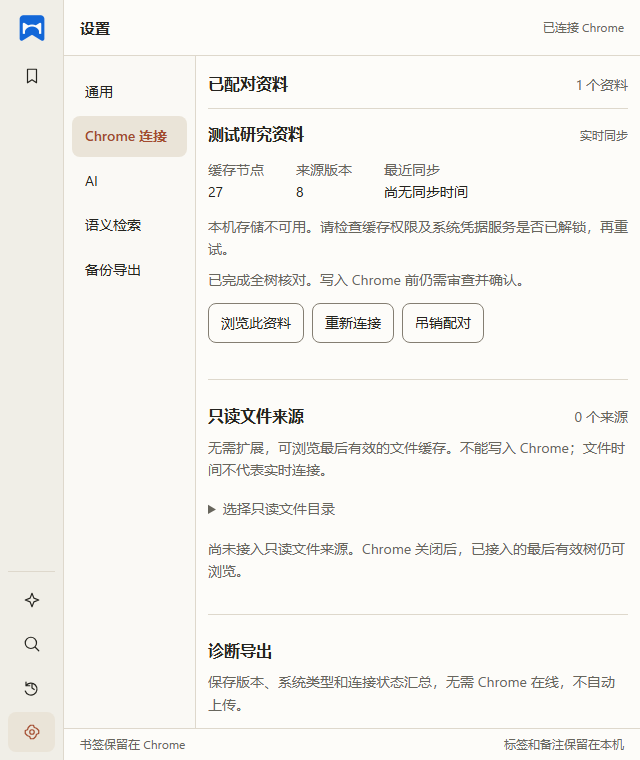 设置
已连接 Chrome
通用
Chrome 连接
AI
语义检索
备份导出
已配对资料
1 个资料
测试研究资料
实时同步
缓存节点
来源版本
最近同步
27
8
尚无同步时间
本机存储不可用。请检查缓存权限及系统凭据服务是否已解锁，再重
试。
已完成全树核对。写入 Chrome 前仍需审查并确认。
浏览此资料
重新连接
吊销配对
只读文件来源
0 个来源
无需扩展，可浏览最后有效的文件缓存。不能写入 Chrome；文件时
间不代表实时连接。
选择只读文件目录
尚未接入只读文件来源。Chrome 关闭后，已接入的最后有效树仍可
浏览。
诊断导出
保存版本、系统类型和连接状态汇总，无需 Chrome 在线，不自动
上传。
书签保留在 Chrome
标签和备注保留在本机